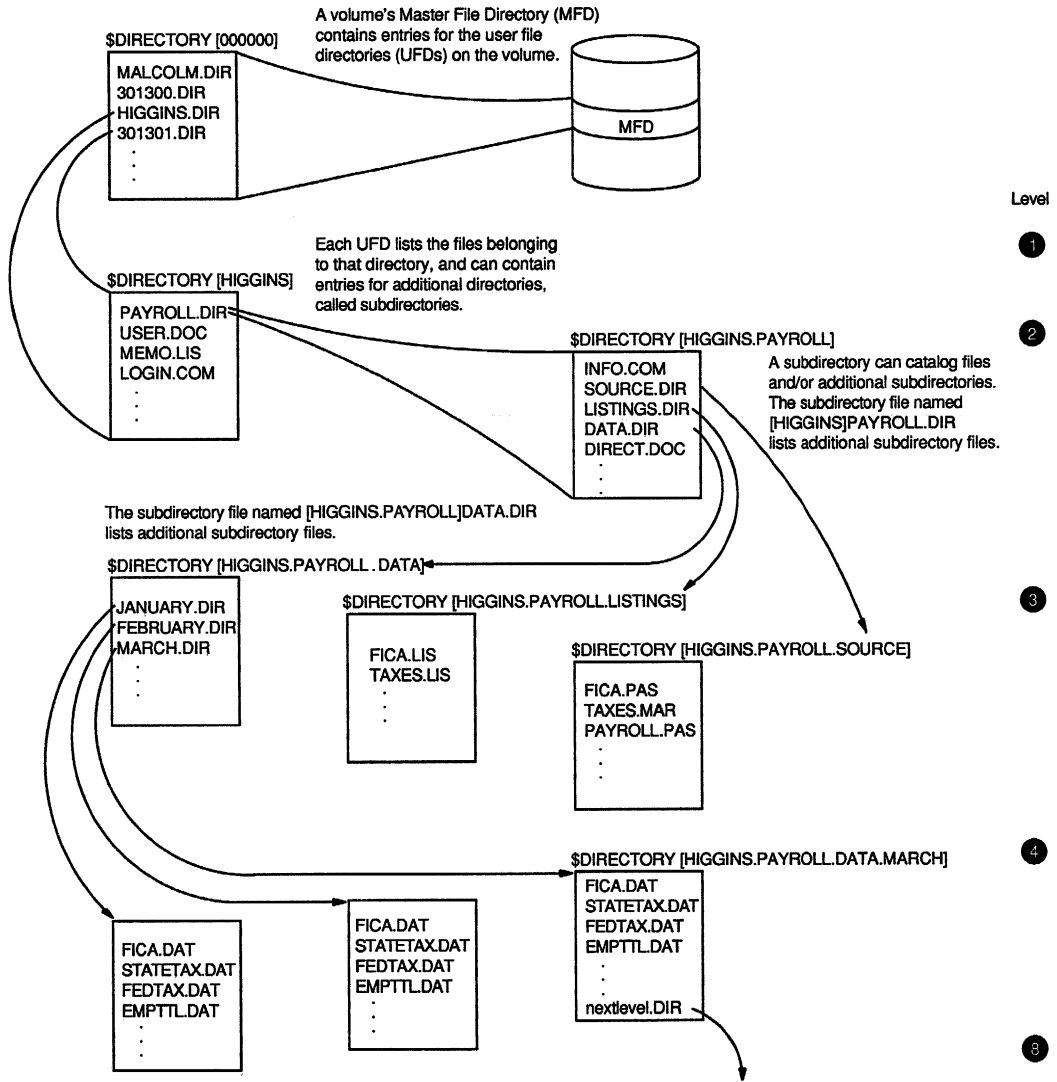 A volume's Master File Directory (MFD)
contains entries for the user file
directories (UFDs) on the volume.
$DIRECTORY [000000]
MALCOLM.DIR
301300.DIR
HIGGINS.DIR
301301.DIR
MFD
Level
1
Each UFD lists the files belonging
to that directory, and can contain
entries for additional directories,
called subdirectories.
$DIRECTORY [HIGGINS]
PAYROLL.DIR
USER.DOC
MEMO.LIS
LOGIN.COM
2
$DIRECTORY [HIGGINS.PAYROLL]
INFO.COM
SOURCE.DIR
LISTINGS.DIR
DATA.DIR
DIRECT.DOC
A subdirectory can catalog files
and/or additional subdirectories.
The subdirectory file named
[HIGGINS]PAYROLL.DIR
lists additional subdirectory files.
The subdirectory file named [HIGGINS.PAYROLL]DATA.DIR
lists additional subdirectory files.
$DIRECTORY [HIGGINS.PAYROLL.DATA]
JANUARY.DIR
FEBRUARY.DIR
MARCH.DIR
$DIRECTORY [HIGGINS.PAYROLL.LISTINGS]
FICA.LIS
TAXES.LIS
3
$DIRECTORY [HIGGINS.PAYROLL.SOURCE]
FICA.PAS
TAXES.MAR
PAYROLL.PAS
4
$DIRECTORY [HIGGINS.PAYROLL.DATA.MARCH]
FICA.DAT
STATETAX.DAT
FEDTAX.DAT
EMPTTL.DAT
nextlevel.DIR
FICA.DAT
STATETAX.DAT
FEDTAX.DAT
EMPTTL.DAT
FICA.DAT
STATETAX.DAT
FEDTAX.DAT
EMPTTL.DAT
8